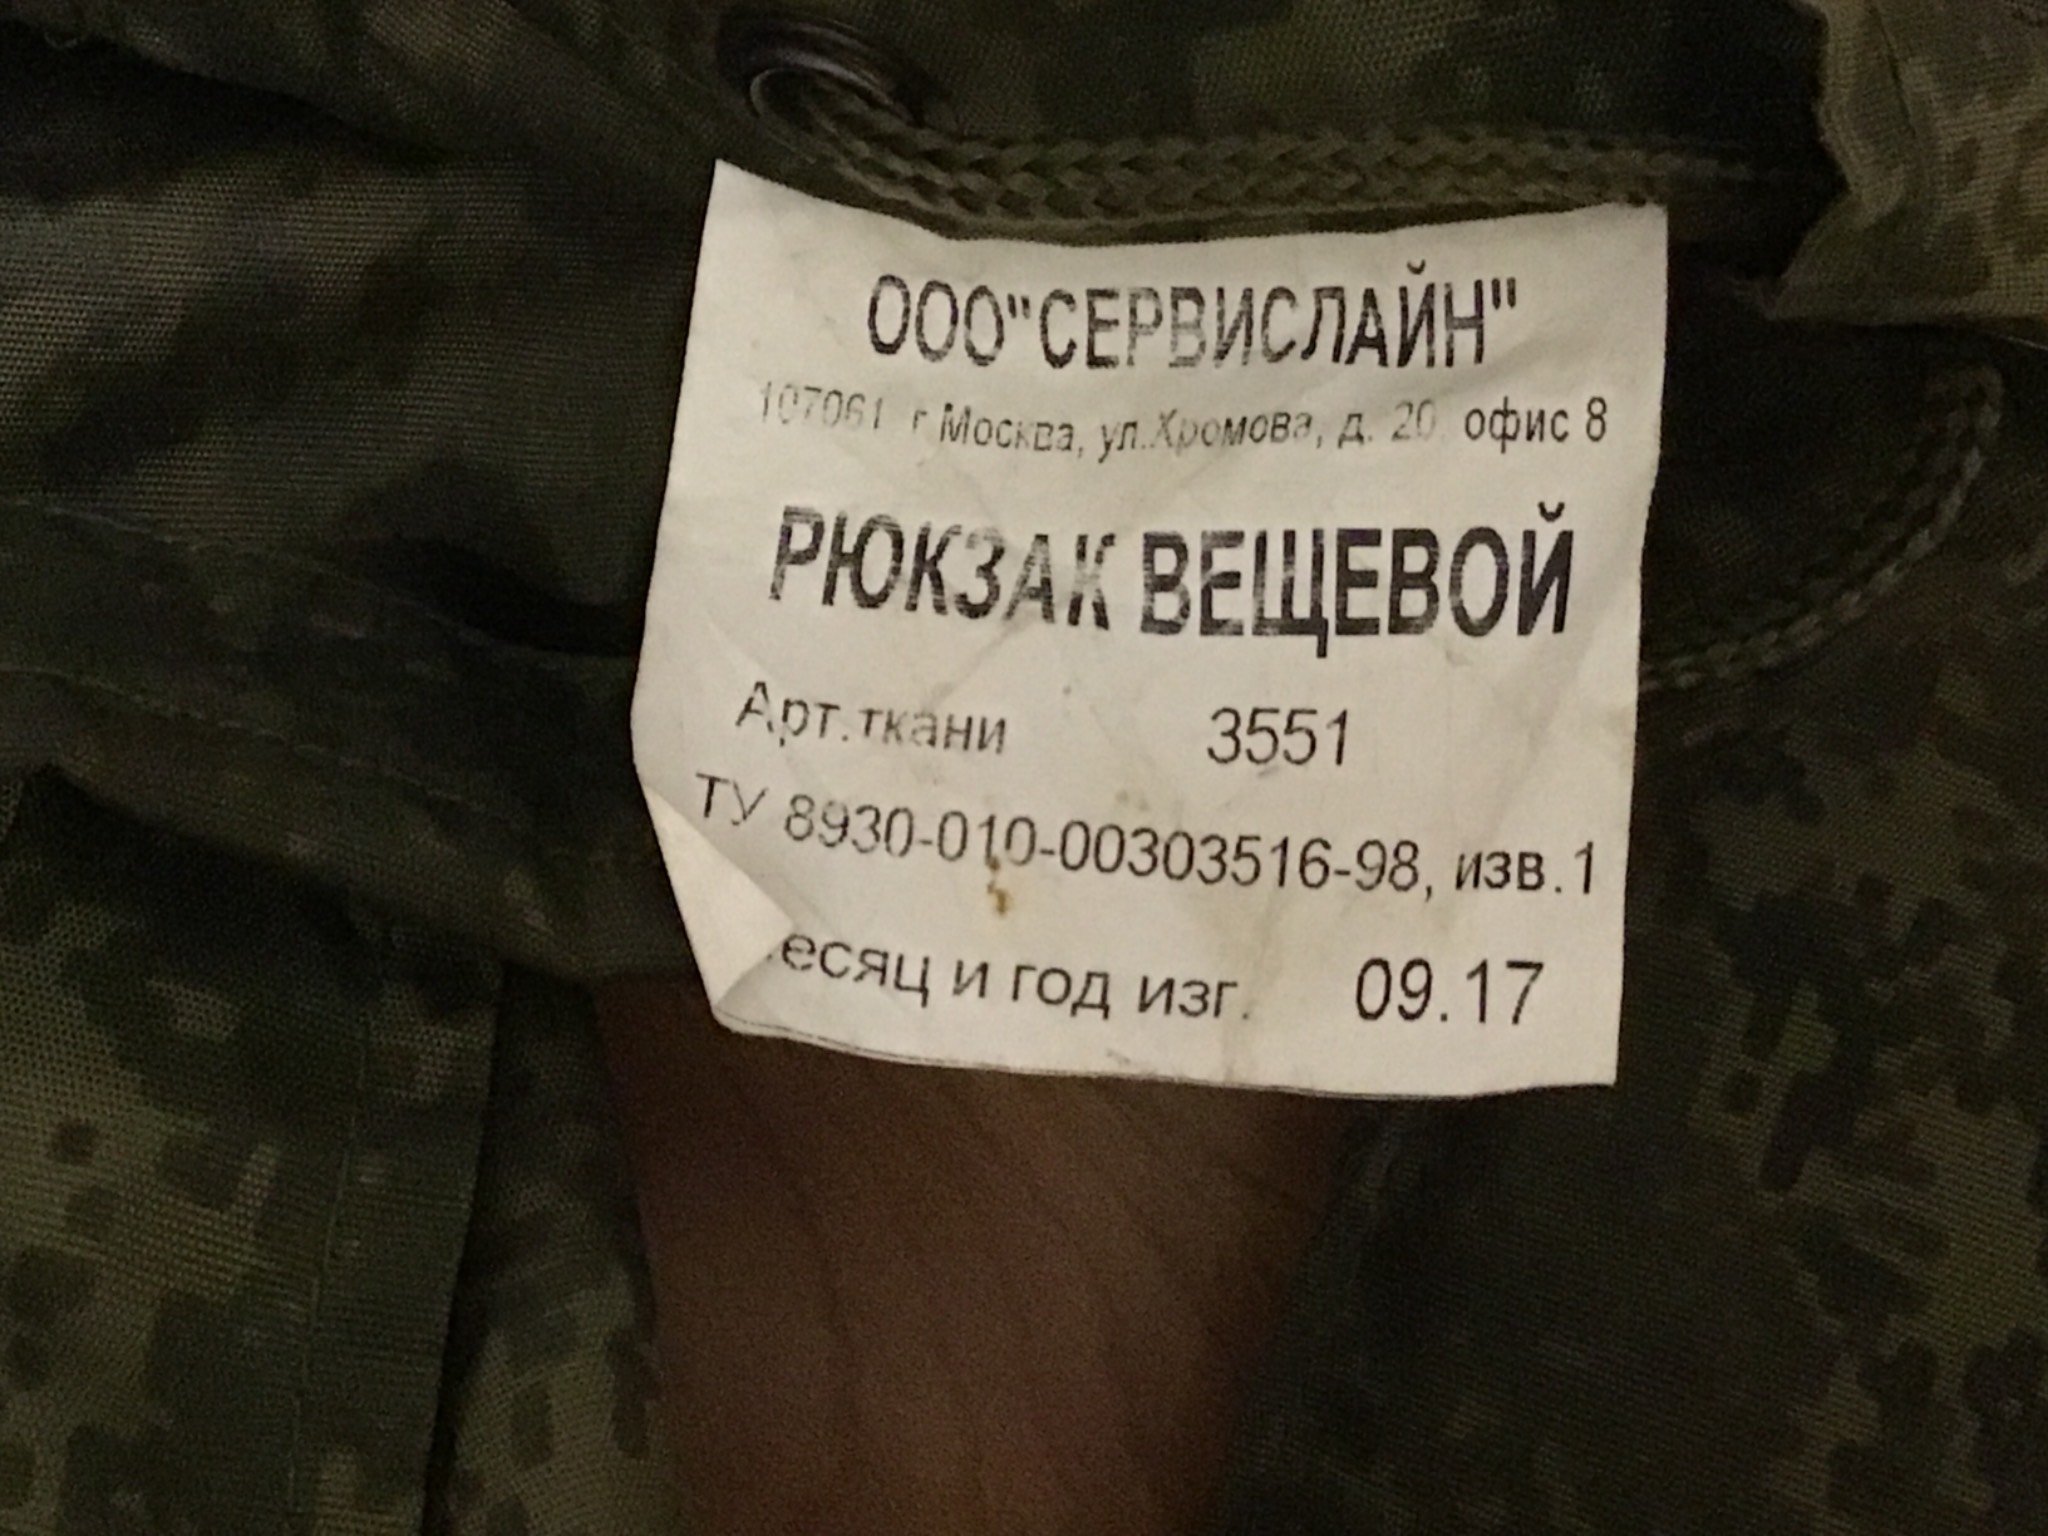 ООО"СЕРВИСЛАЙН"
107061 г Москва, ул.Хромова, д. 20, офис 8
РЮКЗАК ВЕЩЕВОЙ
Арт.ткани 3551
ТУ 8930-010-00303516-98, изв.1
есяц и год изг. 09.17